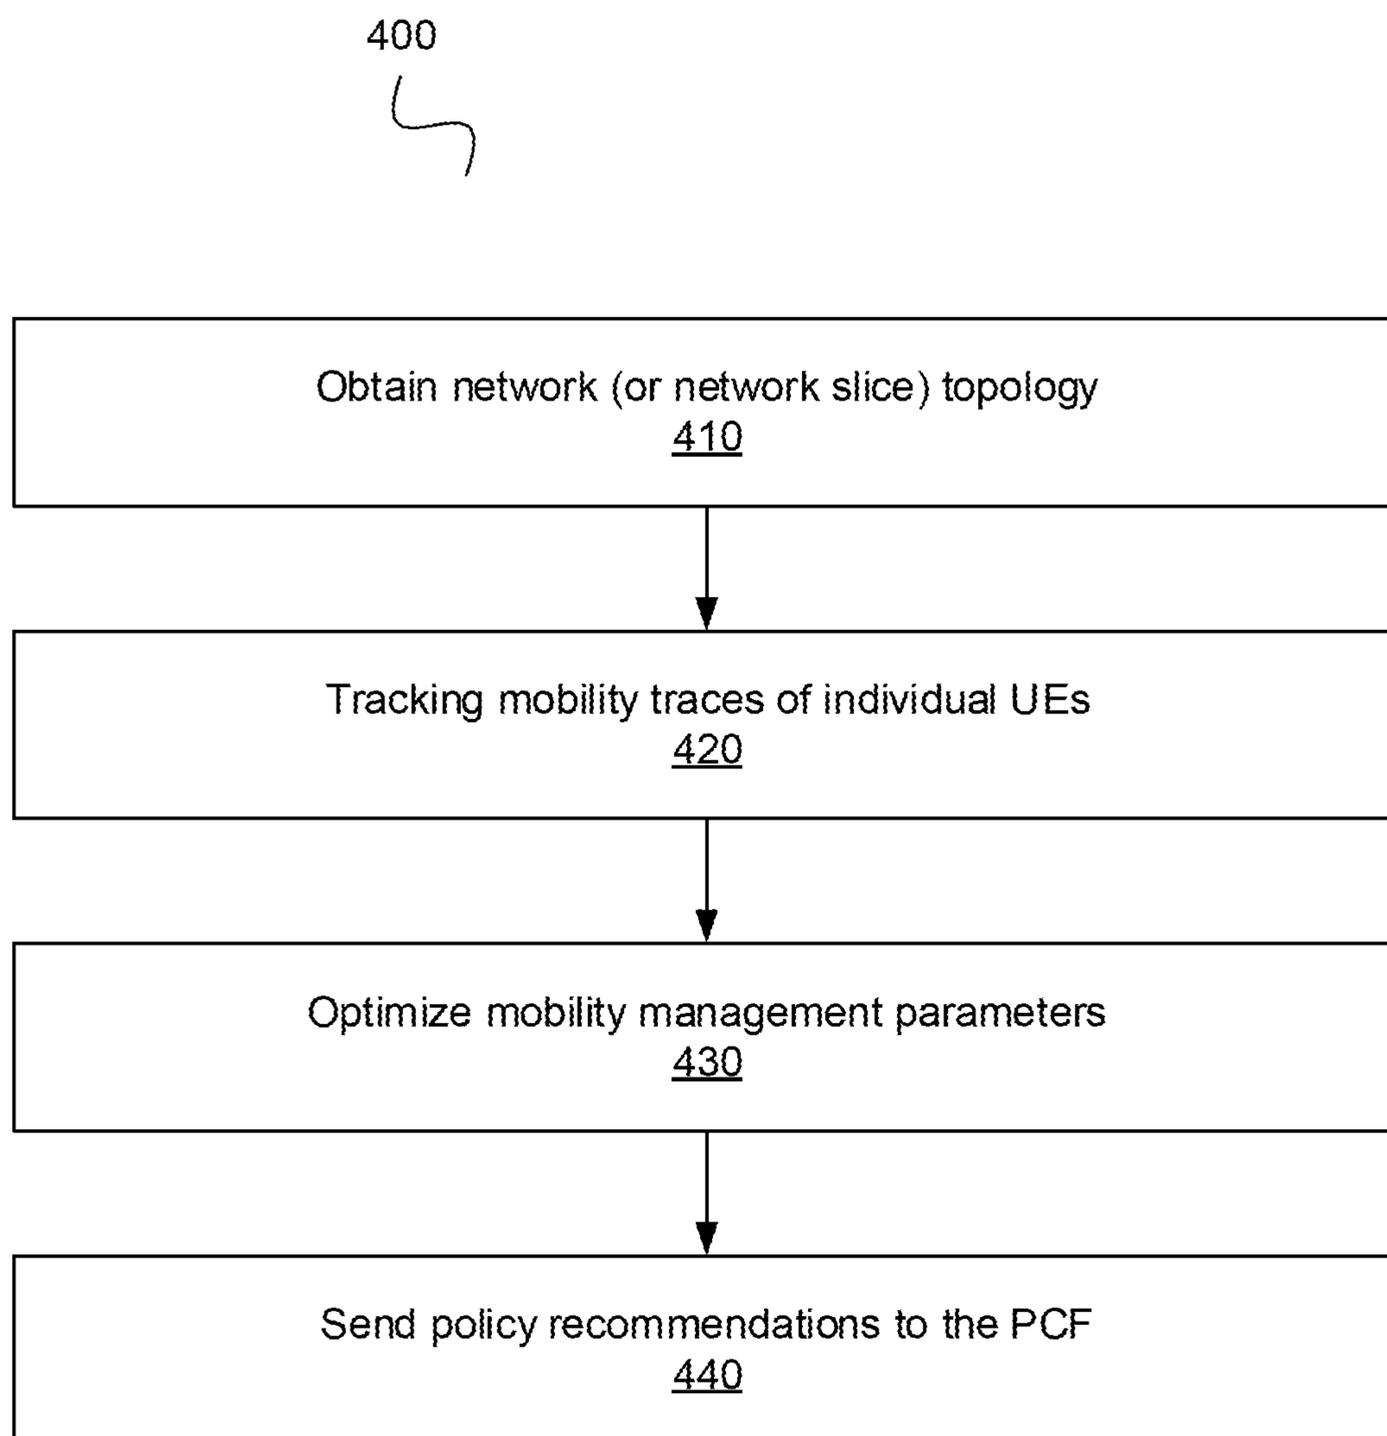 400
Obtain network (or network slice) topology
410
Tracking mobility traces of individual UEs
420
Optimize mobility management parameters
430
Send policy recommendations to the PCF
440